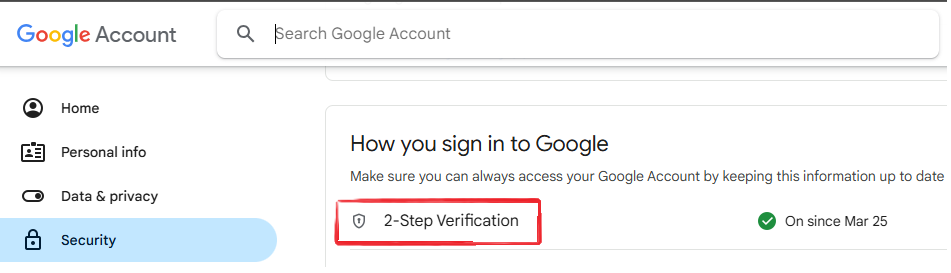 Google Account
Search Google Account
Home
Personal info
Data & privacy
Security
How you sign in to Google
Make sure you can always access your Google Account by keeping this information up to date
2-Step Verification
On since Mar 25